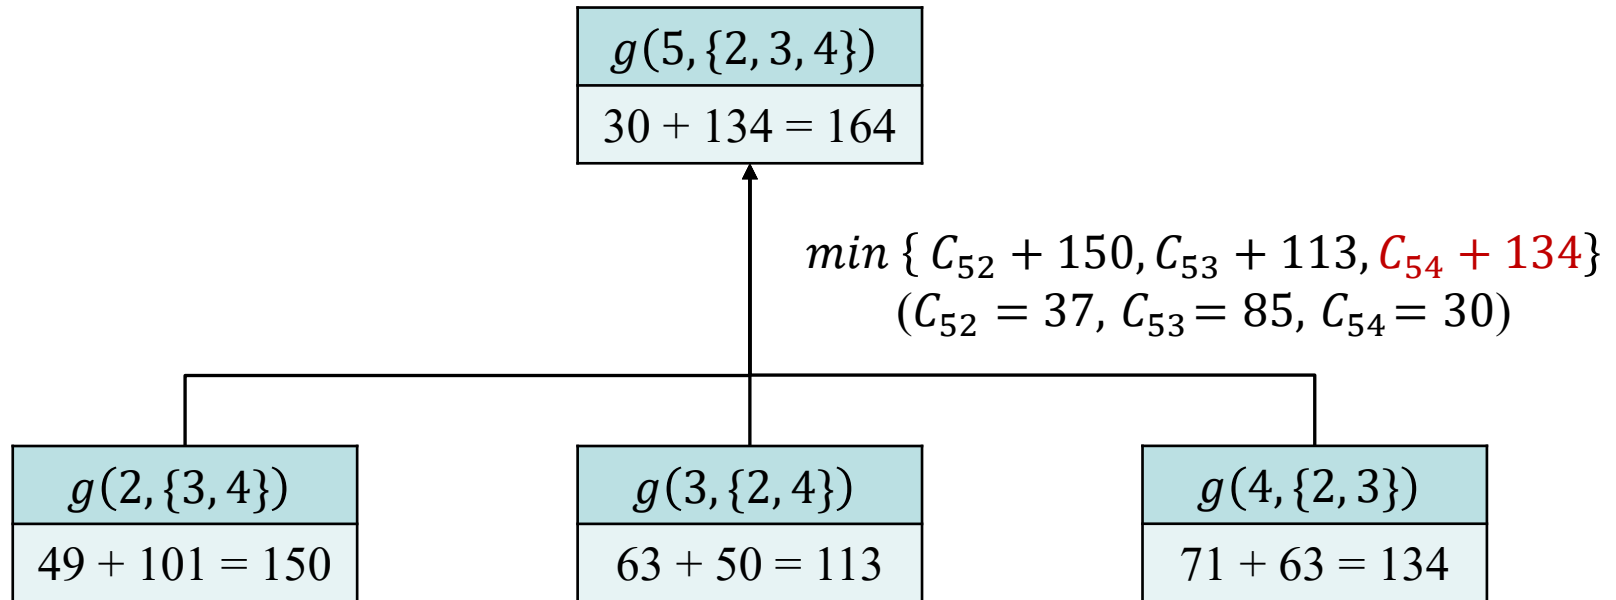 g(5, {2, 3, 4})
30 + 134 = 164
min { C₅₂ + 150, C₅₃ + 113, C₅₄ + 134}
(C₅₂ = 37, C₅₃ = 85, C₅₄ = 30)
g(2, {3, 4})
49 + 101 = 150
g(3, {2, 4})
63 + 50 = 113
g(4, {2, 3})
71 + 63 = 134